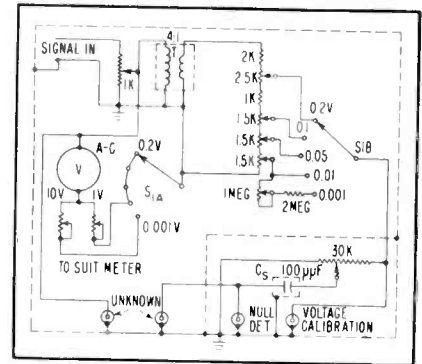 SIGNAL IN
4:1
T
1K
2K
2.5K
1K
1.5K
1.5K
1.5K
1MEG
2MEG
0.2V
0.1
0.05
0.01
0.001
S1B
A-C
V
10V
1V
0.2V
S1A
0.001V
TO SUIT METER
30K
CS
100µµF
UNKNOWN
NULL DET
VOLTAGE CALIBRATION